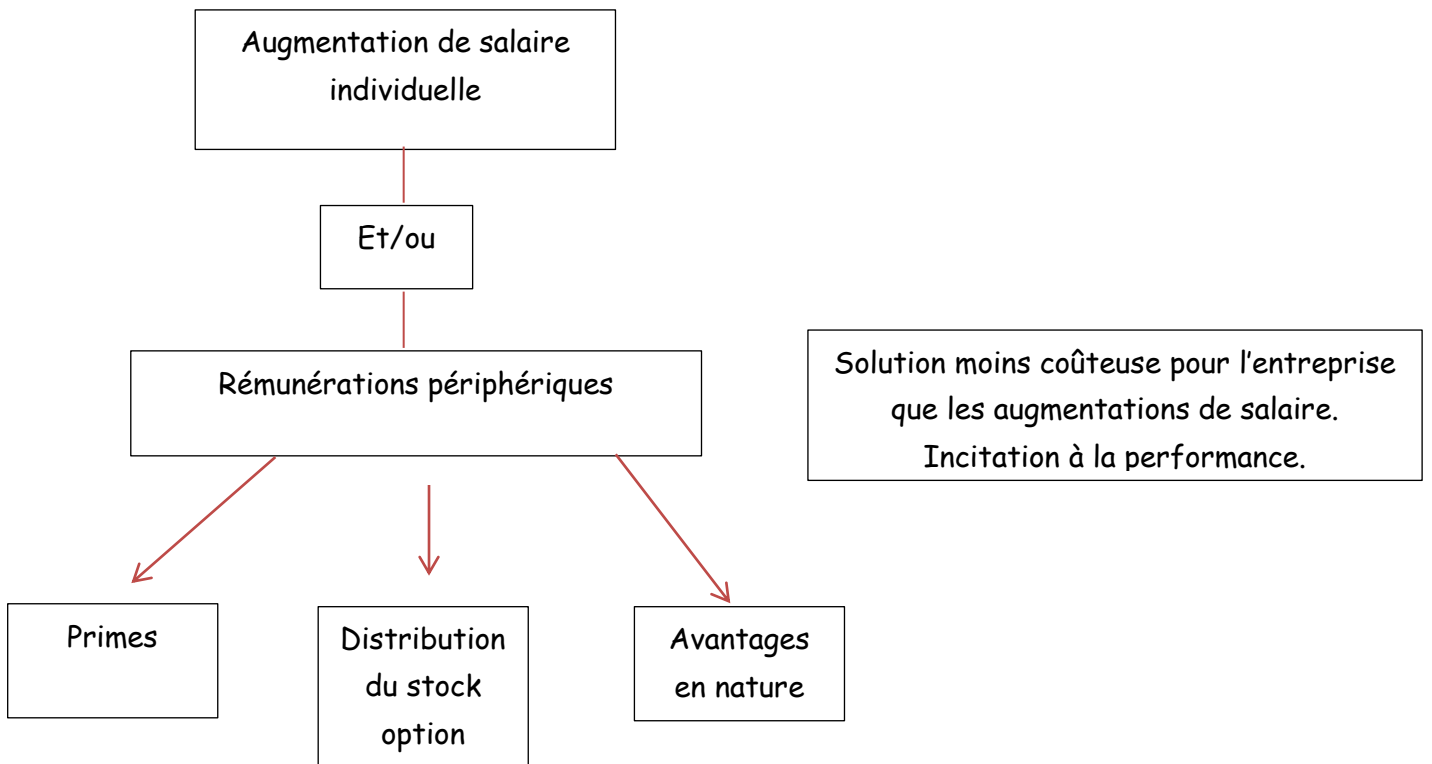 Augmentation de salaire
individuelle
Et/ou
Rémunérations périphériques
Solution moins coûteuse pour l'entreprise
que les augmentations de salaire.
Incitation à la performance.
Primes
Distribution
du stock
option
Avantages
en nature